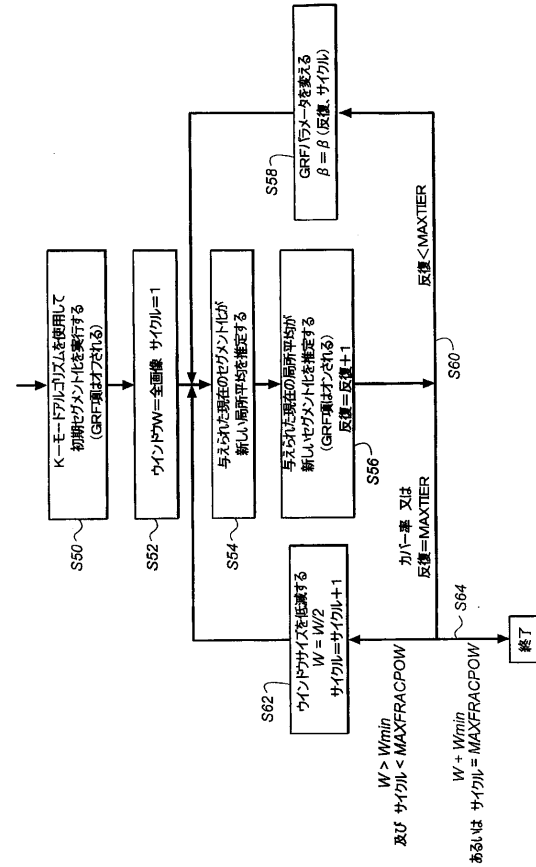 K－モードアルゴリズムを使用して
初期セグメント化を実行する
(GRF項はオフされる)
S50
ウインドウW＝全画像 サイクル＝1
S52
与えられた現在のセグメント化が
新しい局所平均を推定する
S54
与えられた現在の局所平均が
新しいセグメント化を推定する
(GRF項はオンされる)
反復＝反復＋1
S56
GRFパラメータを変える
β＝β (反復、サイクル)
S58
反復＜MAXTIER
S60
カバー率 又は
反復＝MAXTIER
ウインドウサイズを低減する
W = W/2
サイクル＝サイクル＋1
S62
W > Wmin
及び サイクル < MAXFRACPOW
S64
W + Wmin
あるいは サイクル = MAXFRACPOW
終了